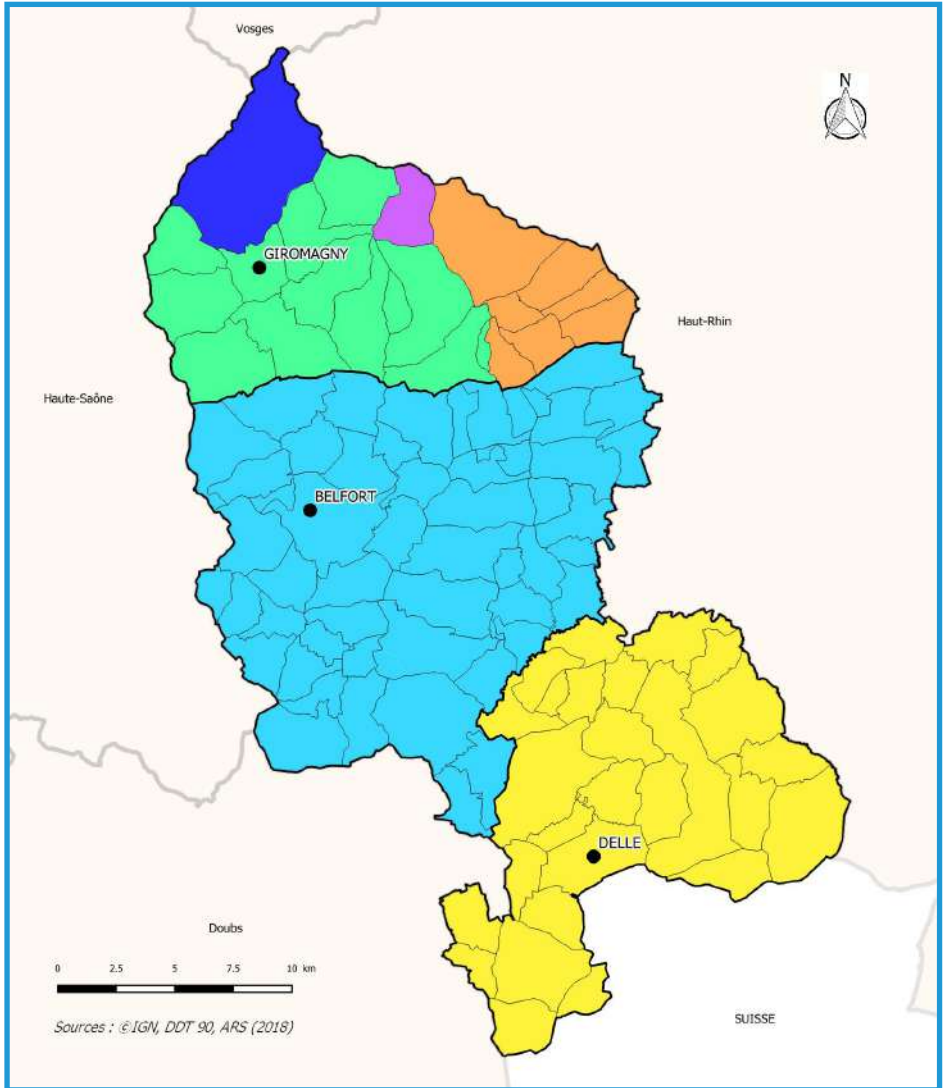 Vosges
N
GIROMAGNY
Haut-Rhin
Haute-Saône
BELFORT
DELLE
Doubs
0 2.5 5 7.5 10 km
Sources : ©IGN, DDT 90, ARS (2018)
SUISSE